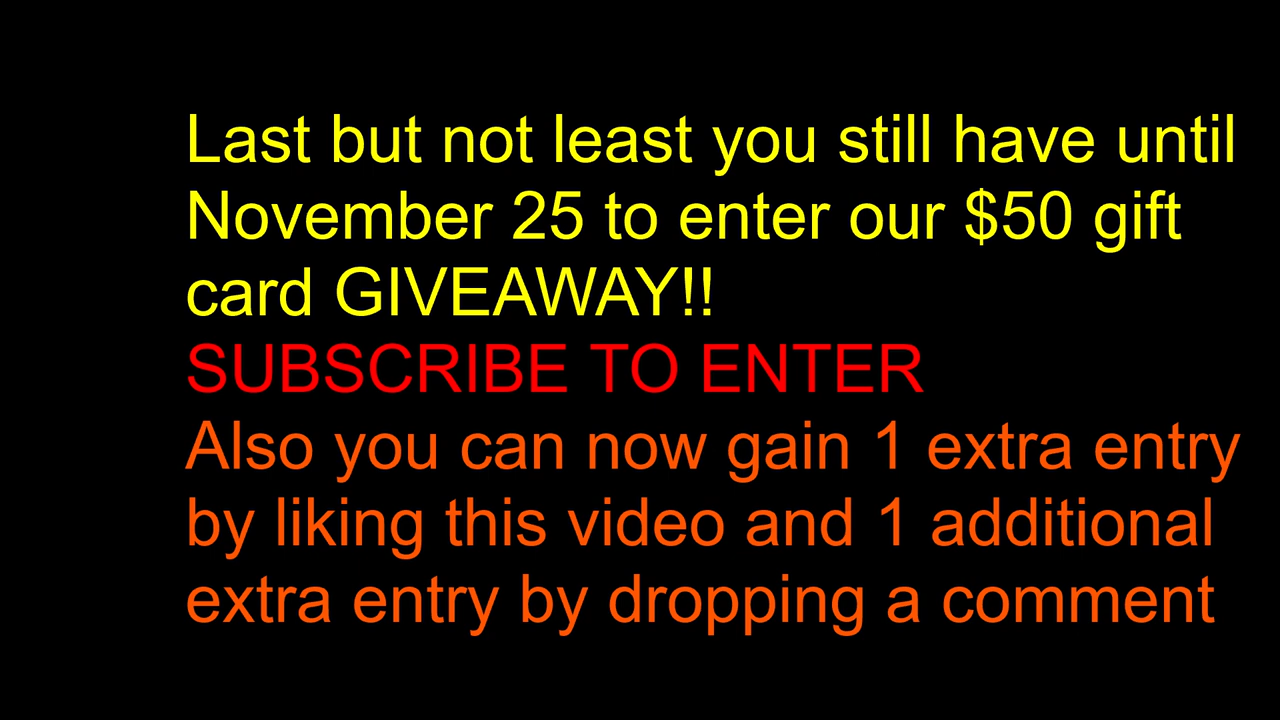 Last but not least you still have until
November 25 to enter our $50 gift
card GIVEAWAY!!
SUBSCRIBE TO ENTER
Also you can now gain 1 extra entry
by liking this video and 1 additional
extra entry by dropping a comment